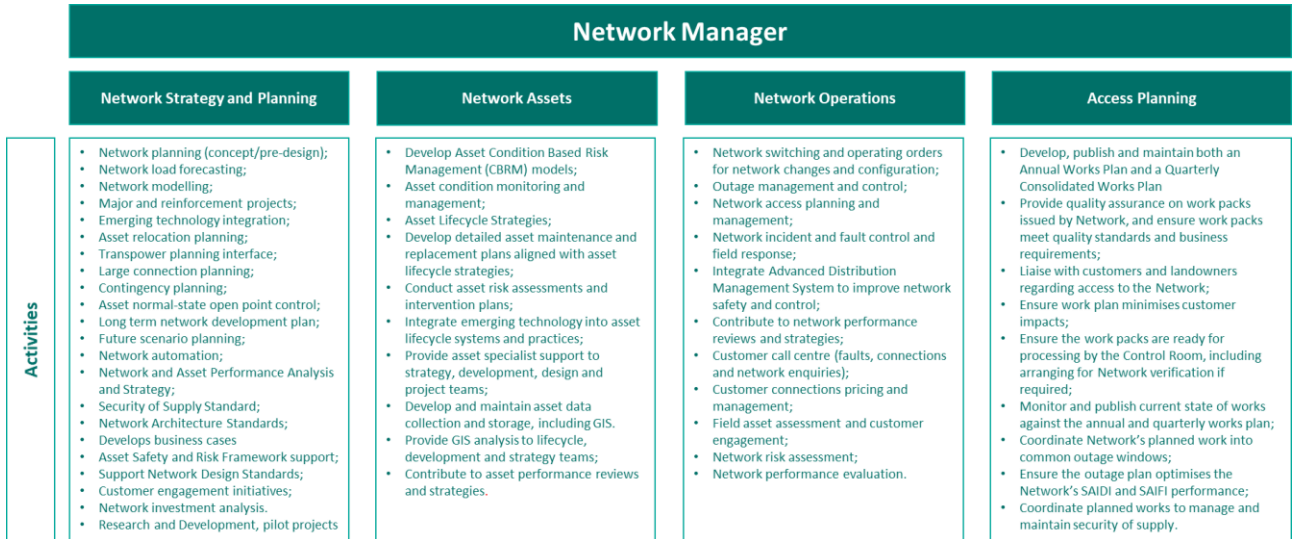 Network Manager
Network Strategy and Planning
Network Assets
Network Operations
Access Planning
Activities
• Network planning (concept/pre-design);
• Network load forecasting;
• Network modelling;
• Major and reinforcement projects;
• Emerging technology integration;
• Asset relocation planning;
• Transpower planning interface;
• Large connection planning;
• Contingency planning;
• Asset normal-state open point control;
• Long term network development plan;
• Future scenario planning;
• Network automation;
• Network and Asset Performance Analysis
and Strategy;
• Security of Supply Standard;
• Network Architecture Standards;
• Develops business cases
• Asset Safety and Risk Framework support;
• Support Network Design Standards;
• Customer engagement initiatives;
• Network investment analysis.
• Research and Development, pilot projects
• Develop Asset Condition Based Risk
Management (CBRM) models;
• Asset condition monitoring and
management;
• Asset Lifecycle Strategies;
• Develop detailed asset maintenance and
replacement plans aligned with asset
lifecycle strategies;
• Conduct asset risk assessments and
intervention plans;
• Integrate emerging technology into asset
lifecycle systems and practices;
• Provide asset specialist support to
strategy, development, design and
project teams;
• Develop and maintain asset data
collection and storage, including GIS.
• Provide GIS analysis to lifecycle,
development and strategy teams;
• Contribute to asset performance reviews
and strategies.
• Network switching and operating orders
for network changes and configuration;
• Outage management and control;
• Network access planning and
management;
• Network incident and fault control and
field response;
• Integrate Advanced Distribution
Management System to improve network
safety and control;
• Contribute to network performance
reviews and strategies;
• Customer call centre (faults, connections
and network enquiries);
• Customer connections pricing and
management;
• Field asset assessment and customer
engagement;
• Network risk assessment;
• Network performance evaluation.
• Develop, publish and maintain both an
Annual Works Plan and a Quarterly
Consolidated Works Plan
• Provide quality assurance on work packs
issued by Network, and ensure work packs
meet quality standards and business
requirements;
• Liaise with customers and landowners
regarding access to the Network;
• Ensure work plan minimises customer
impacts;
• Ensure the work packs are ready for
processing by the Control Room, including
arranging for Network verification if
required;
• Monitor and publish current state of works
against the annual and quarterly works plan;
• Coordinate Network's planned work into
common outage windows;
• Ensure the outage plan optimises the
Network's SAIDI and SAIFI performance;
• Coordinate planned works to manage and
maintain security of supply.